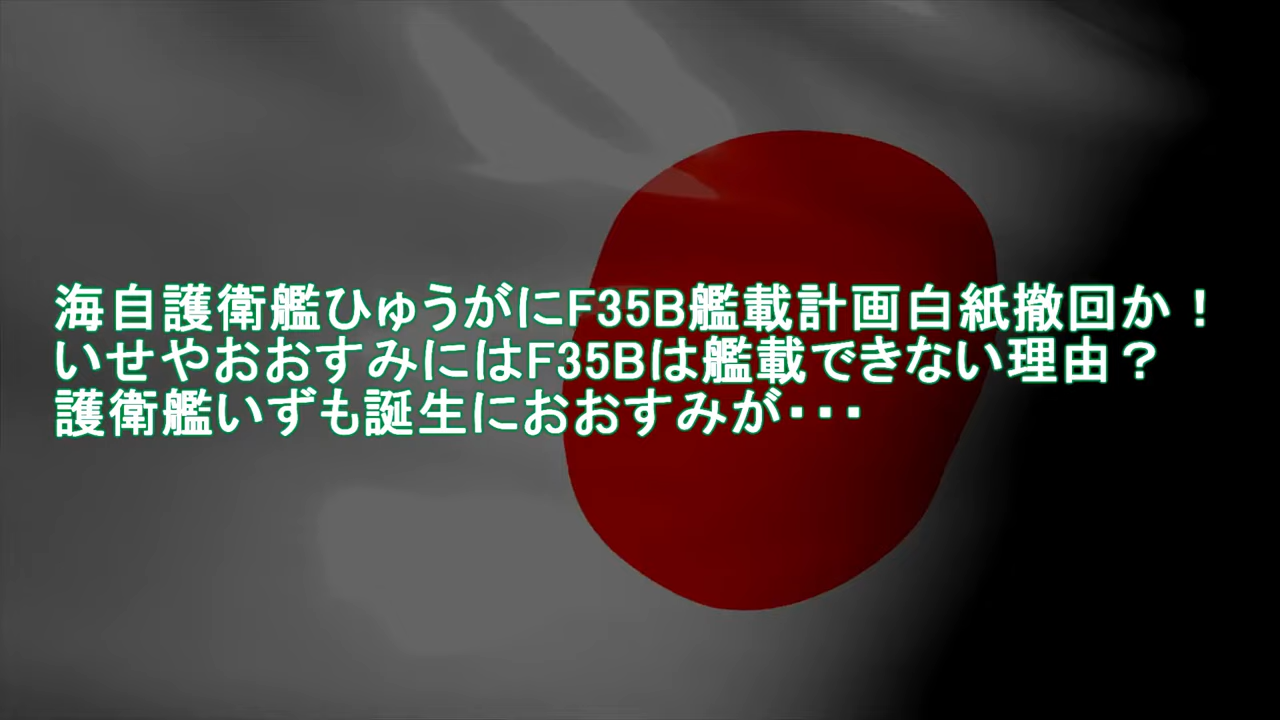 海自護衛艦ひゅうがにF35B艦載計画白紙撤回か！
いせやおおすみにはF35Bは艦載できない理由？
護衛艦いずも誕生におおすみが・・・